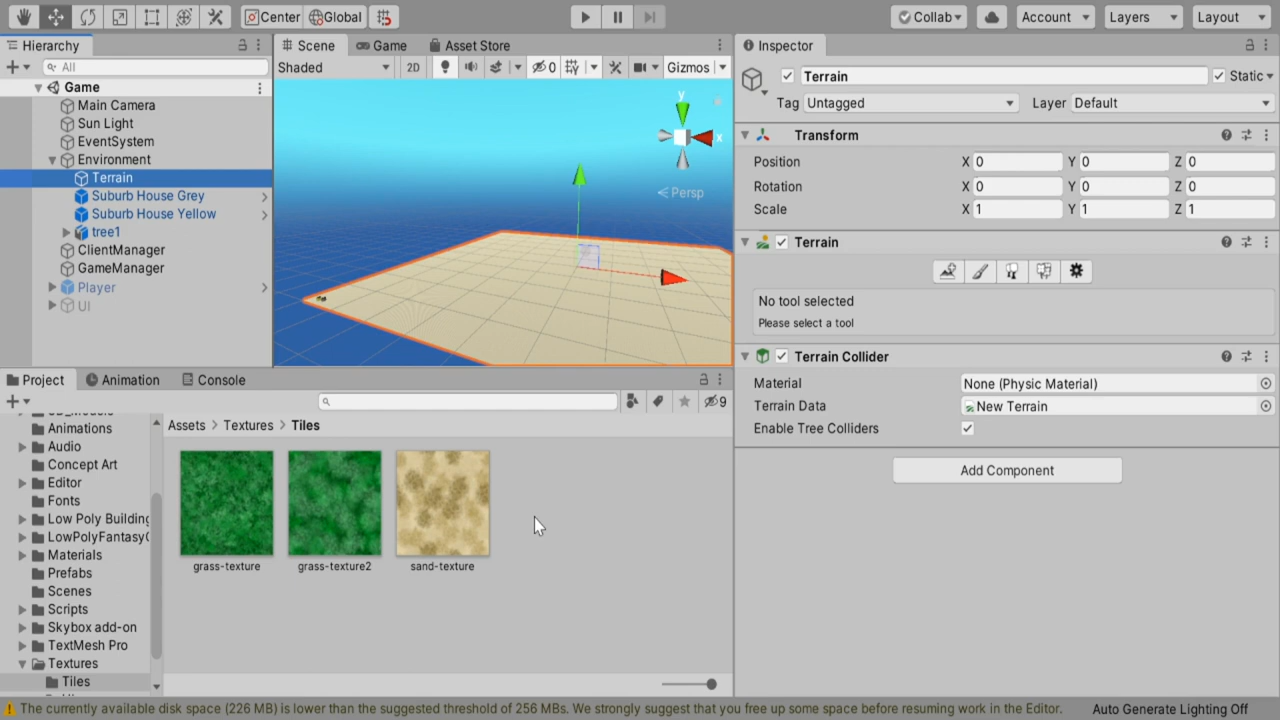 Center
Global
Collab
Account
Layers
Layout
Hierarchy
All
Game
Main Camera
Sun Light
EventSystem
Environment
Terrain
Suburb House Grey
Suburb House Yellow
tree1
ClientManager
GameManager
Player
UI
Scene
Game
Asset Store
Shaded
2D
0
Gizmos
y
x
Persp
Inspector
Terrain
Static
Tag Untagged
Layer Default
Transform
Position X 0 Y 0 Z 0
Rotation X 0 Y 0 Z 0
Scale X 1 Y 1 Z 1
Terrain
No tool selected
Please select a tool
Terrain Collider
Material None (Physic Material)
Terrain Data New Terrain
Enable Tree Colliders
Add Component
Project
Animation
Console
9
Animations
Audio
Concept Art
Editor
Fonts
Low Poly Building
LowPolyFantasy
Materials
Prefabs
Scenes
Scripts
Skybox add-on
TextMesh Pro
Textures
Tiles
Assets > Textures > Tiles
grass-texture
grass-texture2
sand-texture
The currently available disk space (226 MB) is lower than the suggested threshold of 256 MBs. We strongly suggest that you free up some space before resuming work in the Editor.
Auto Generate Lighting Off